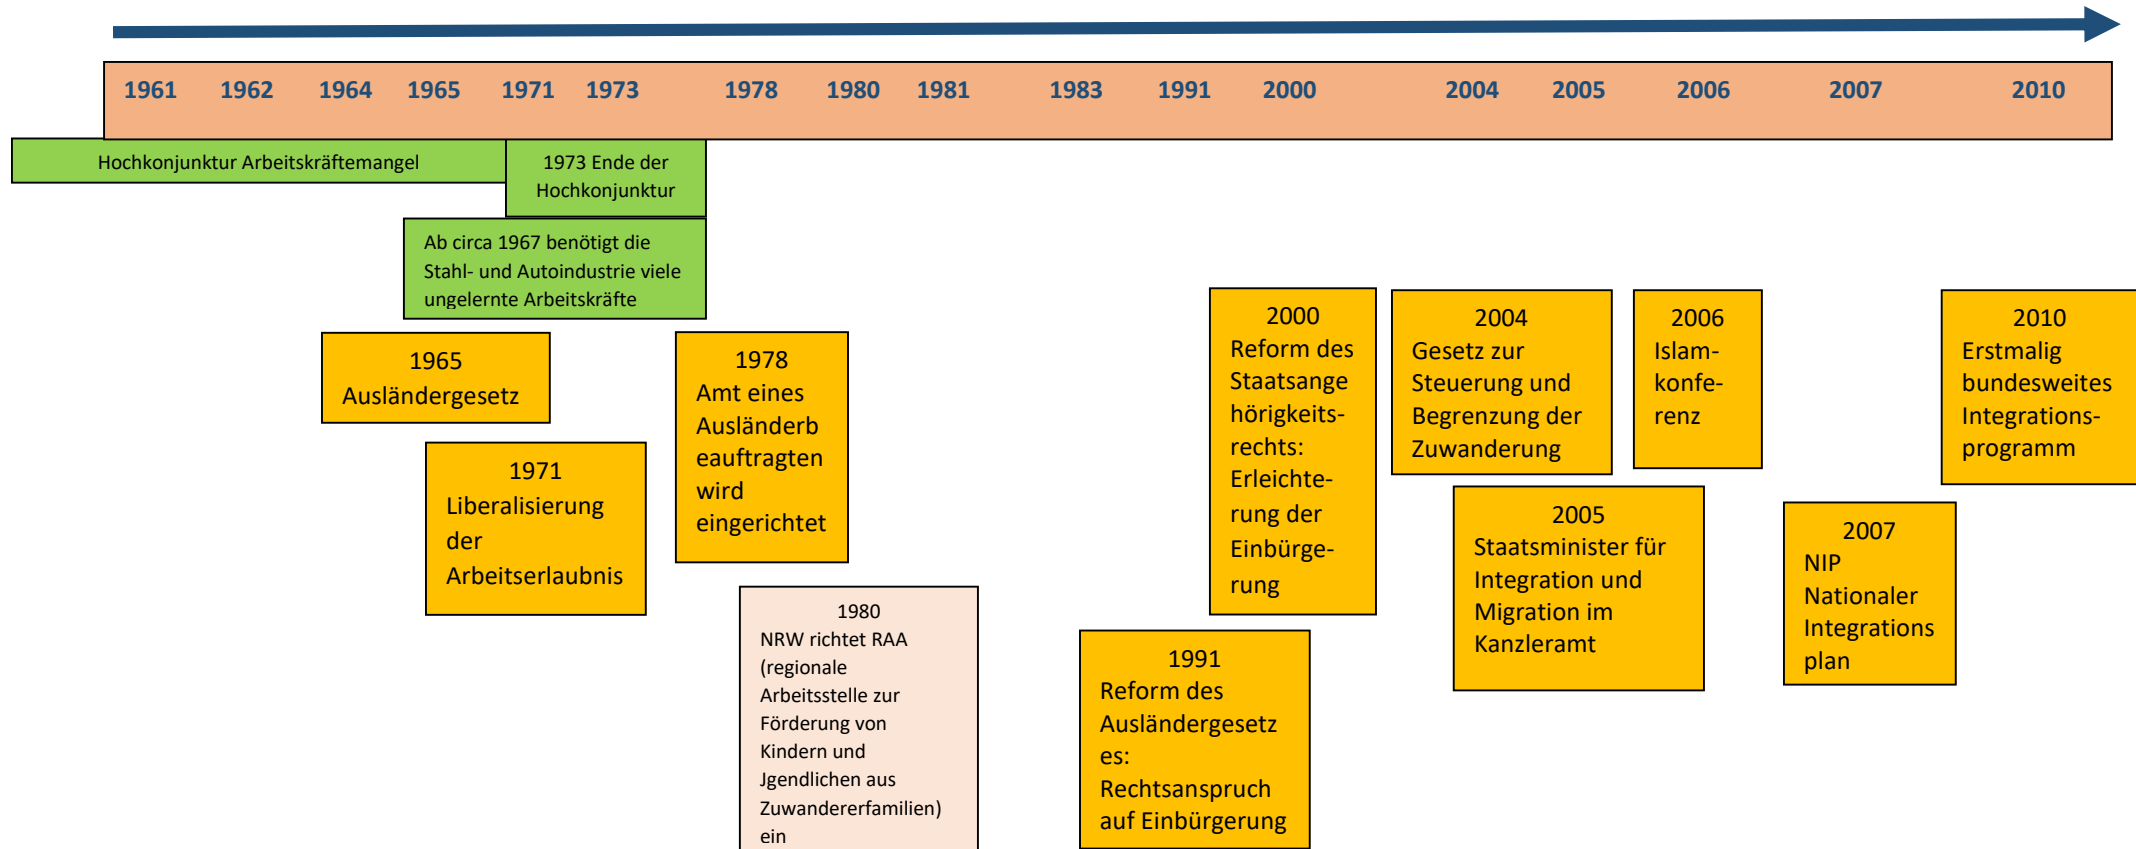 1961 1962 1964 1965 1971 1973 1978 1980 1981 1983 1991 2000 2004 2005 2006 2007 2010
Hochkonjunktur Arbeitskräftemangel
1973 Ende der
Hochkonjunktur
Ab circa 1967 benötigt die
Stahl- und Autoindustrie viele
ungelernte Arbeitskräfte
1965
Ausländergesetz
1971
Liberalisierung
der
Arbeitserlaubnis
1978
Amt eines
Ausländerb
eauftragten
wird
eingerichtet
1980
NRW richtet RAA
(regionale
Arbeitsstelle zur
Förderung von
Kindern und
Jgendlichen aus
Zuwandererfamilien)
ein
1991
Reform des
Ausländergesetz
es:
Rechtsanspruch
auf Einbürgerung
2000
Reform des
Staatsange
hörigkeits-
rechts:
Erleichte-
rung der
Einbürge-
rung
2004
Gesetz zur
Steuerung und
Begrenzung der
Zuwanderung
2005
Staatsminister für
Integration und
Migration im
Kanzleramt
2006
Islam-
konfe-
renz
2007
NIP
Nationaler
Integrations
plan
2010
Erstmalig
bundesweites
Integrations-
programm